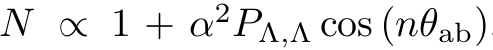 N ∝ 1 + α²P_{Λ,Λ} cos (nθ_{ab}).